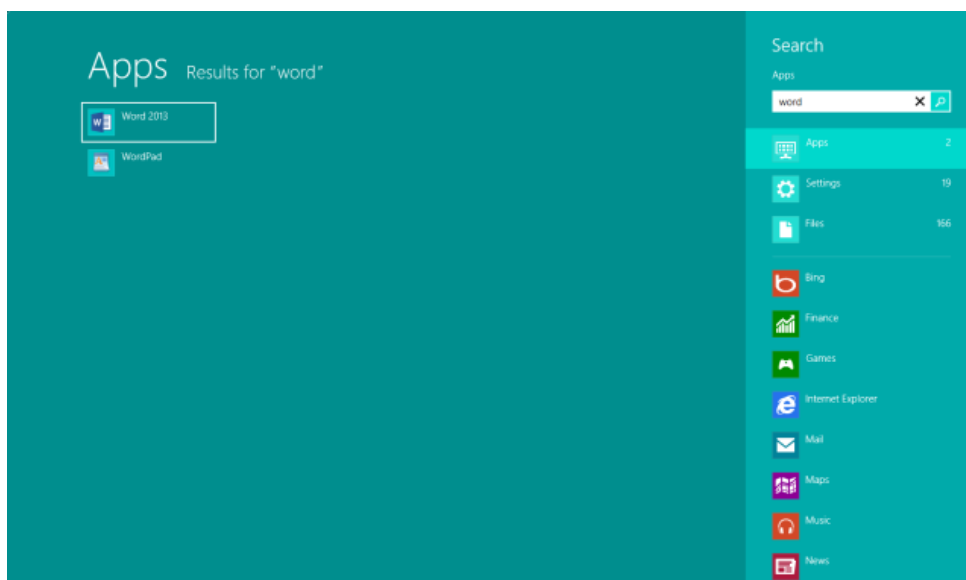 Apps Results for "word"
Word 2013
WordPad
Search
Apps
word
Apps 2
Settings 19
Files 166
Bing
Finance
Games
Internet Explorer
Mail
Maps
Music
News